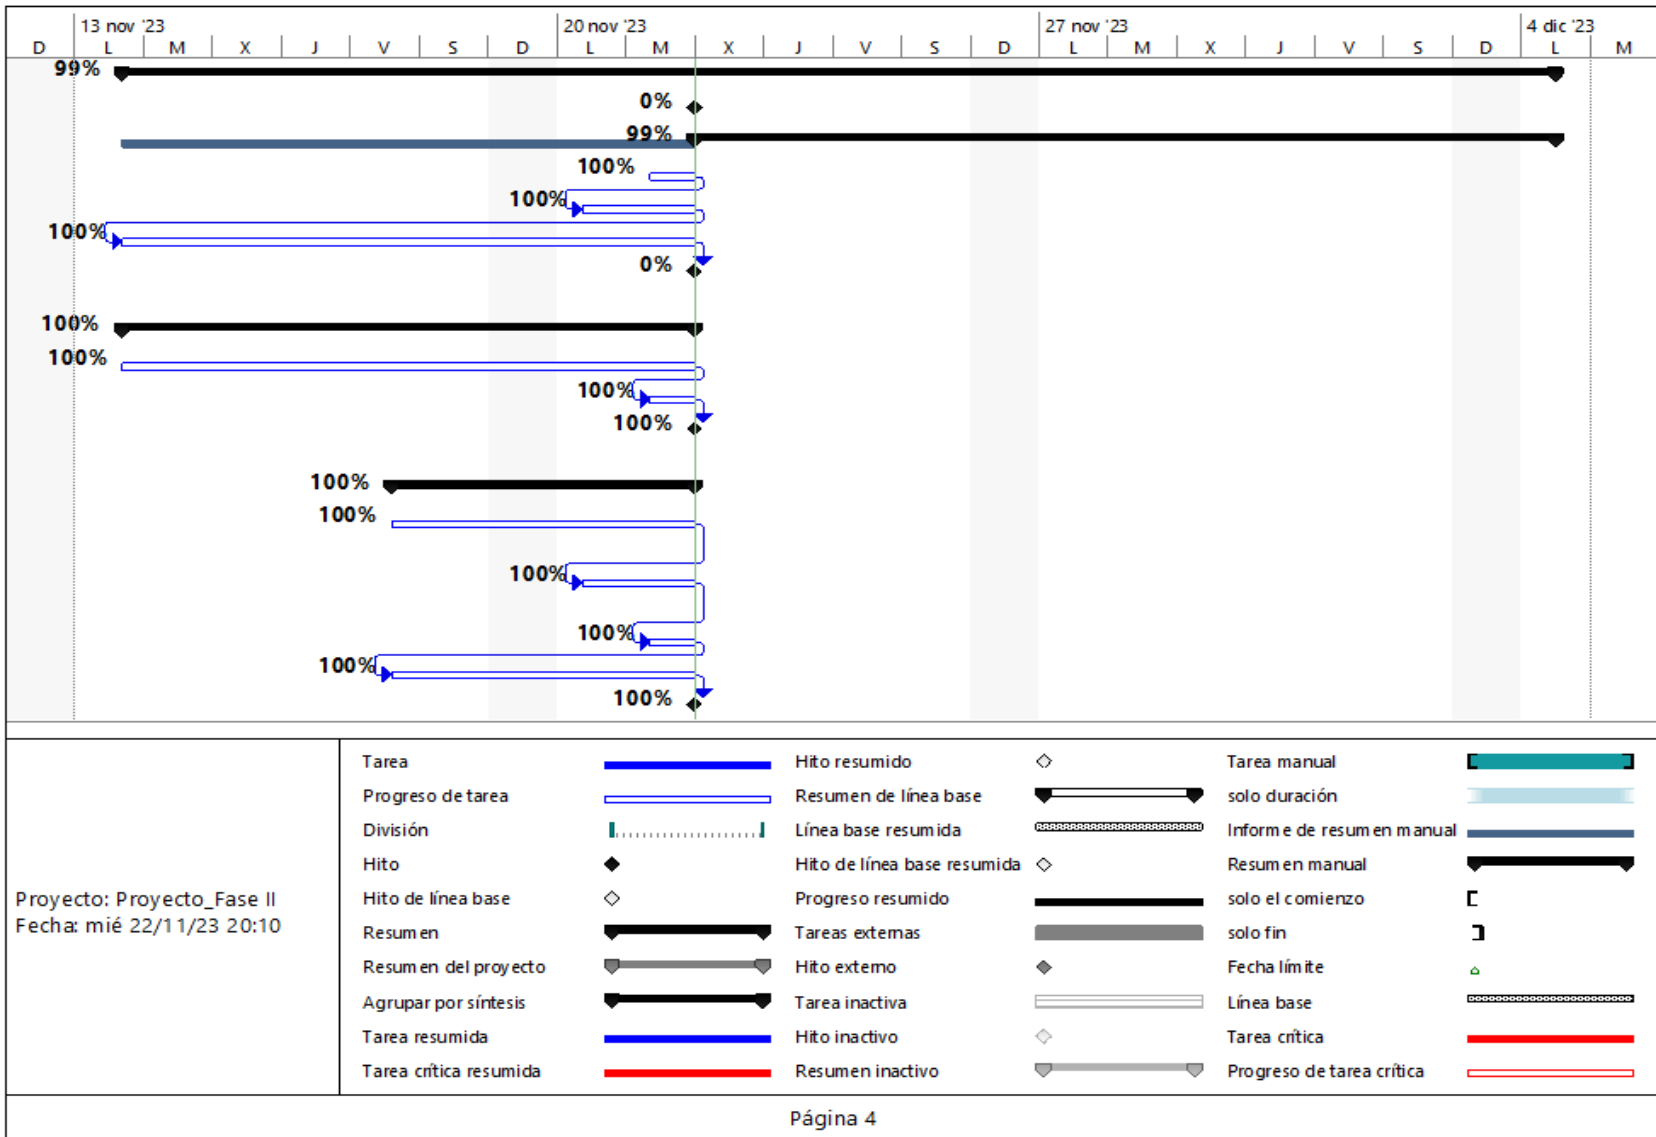 13 nov '23 20 nov '23 27 nov '23 4 dic '23
D L M X J V S D L M X J V S D L M X J V S D L M
99%
0%
99%
100%
100%
100%
0%
100%
100%
100%
100%
100%
100%
100%
100%
100%
100%
Proyecto: Proyecto_Fase II
Fecha: mié 22/11/23 20:10
Tarea
Progreso de tarea
División
Hito
Hito de línea base
Resumen
Resumen del proyecto
Agrupar por síntesis
Tarea resumida
Tarea crítica resumida
Hito resumido
Resumen de línea base
Línea base resumida
Hito de línea base resumida
Progreso resumido
Tareas externas
Hito externo
Tarea inactiva
Hito inactivo
Resumen inactivo
Tarea manual
solo duración
Informe de resumen manual
Resumen manual
solo el comienzo
solo fin
Fecha límite
Línea base
Tarea crítica
Progreso de tarea crítica
Página 4